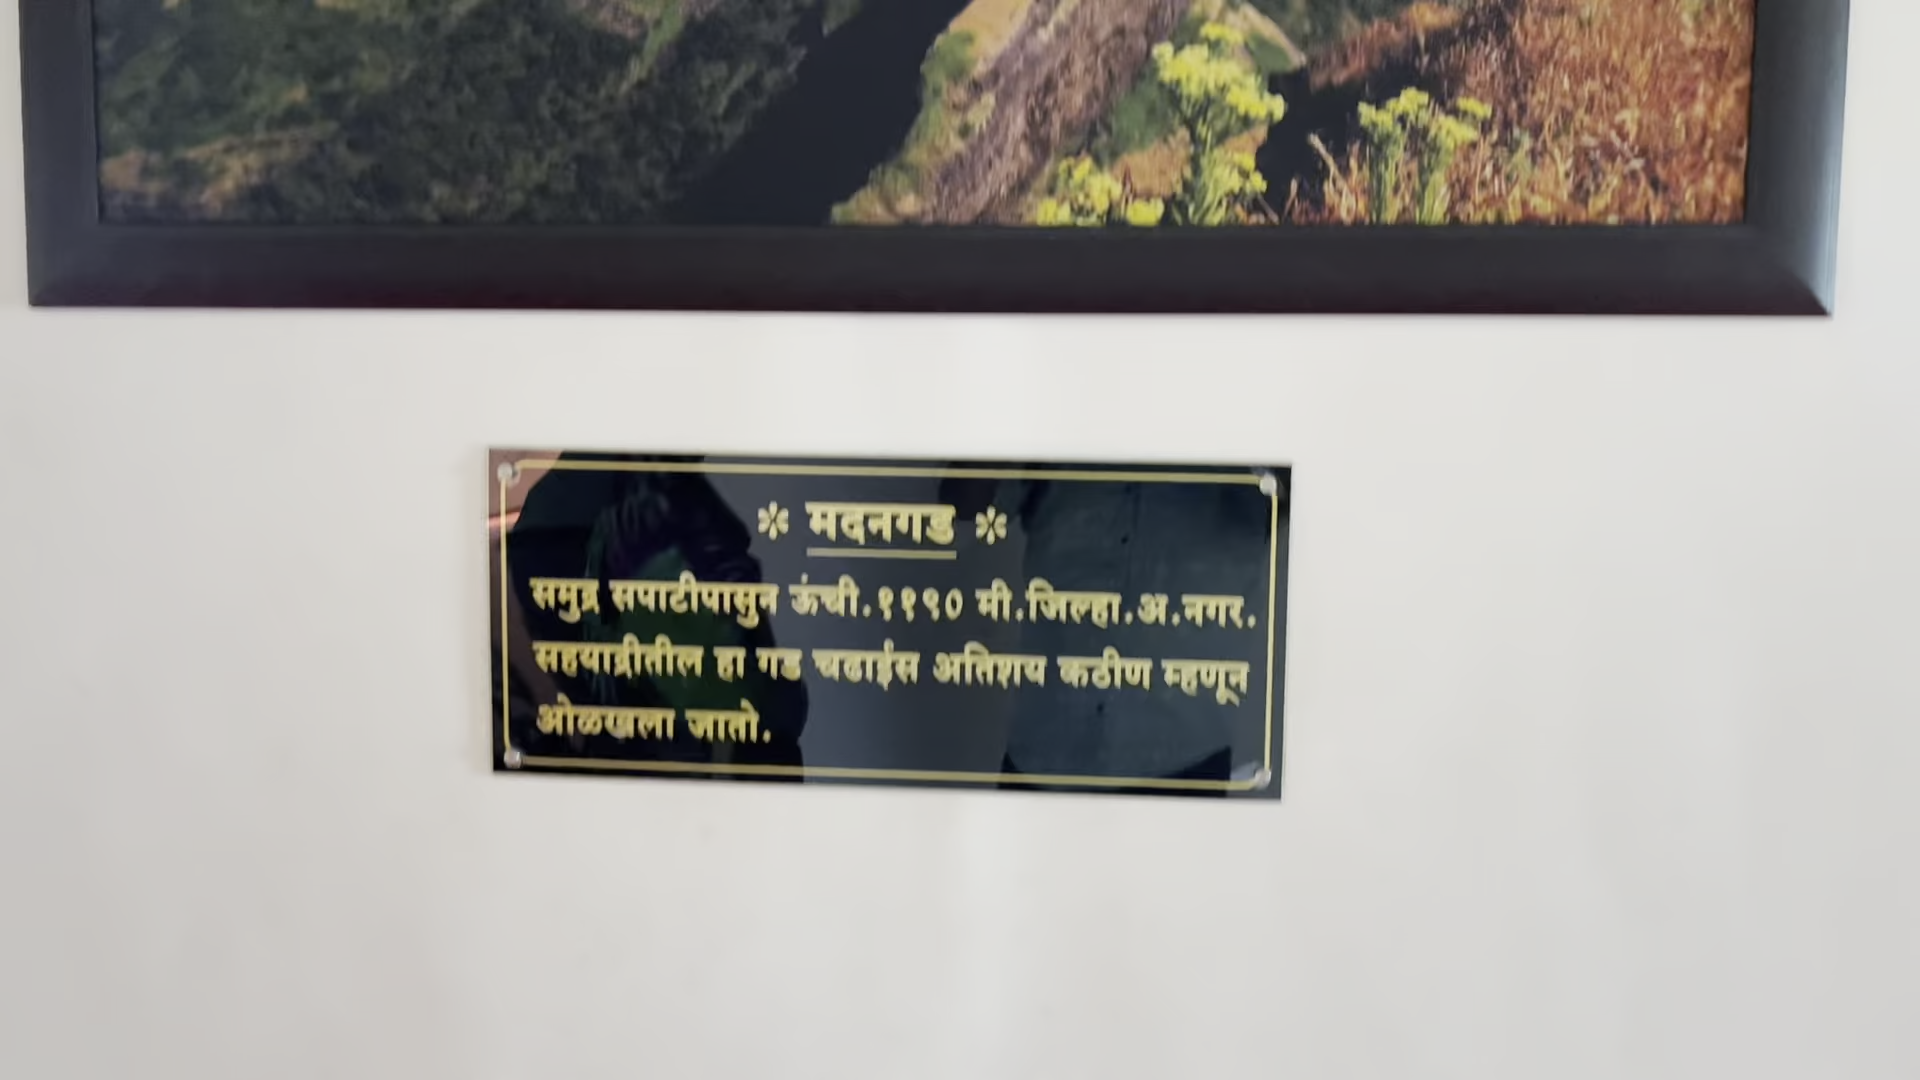 * मदनगड *
समुद्र सपाटीपासुन ऊंची.११९० मी.जिल्हा.अ.नगर.
सहयाद्रीतील हा गड चढाईस अतिशय कठीण म्हणून
ओळखला जातो.